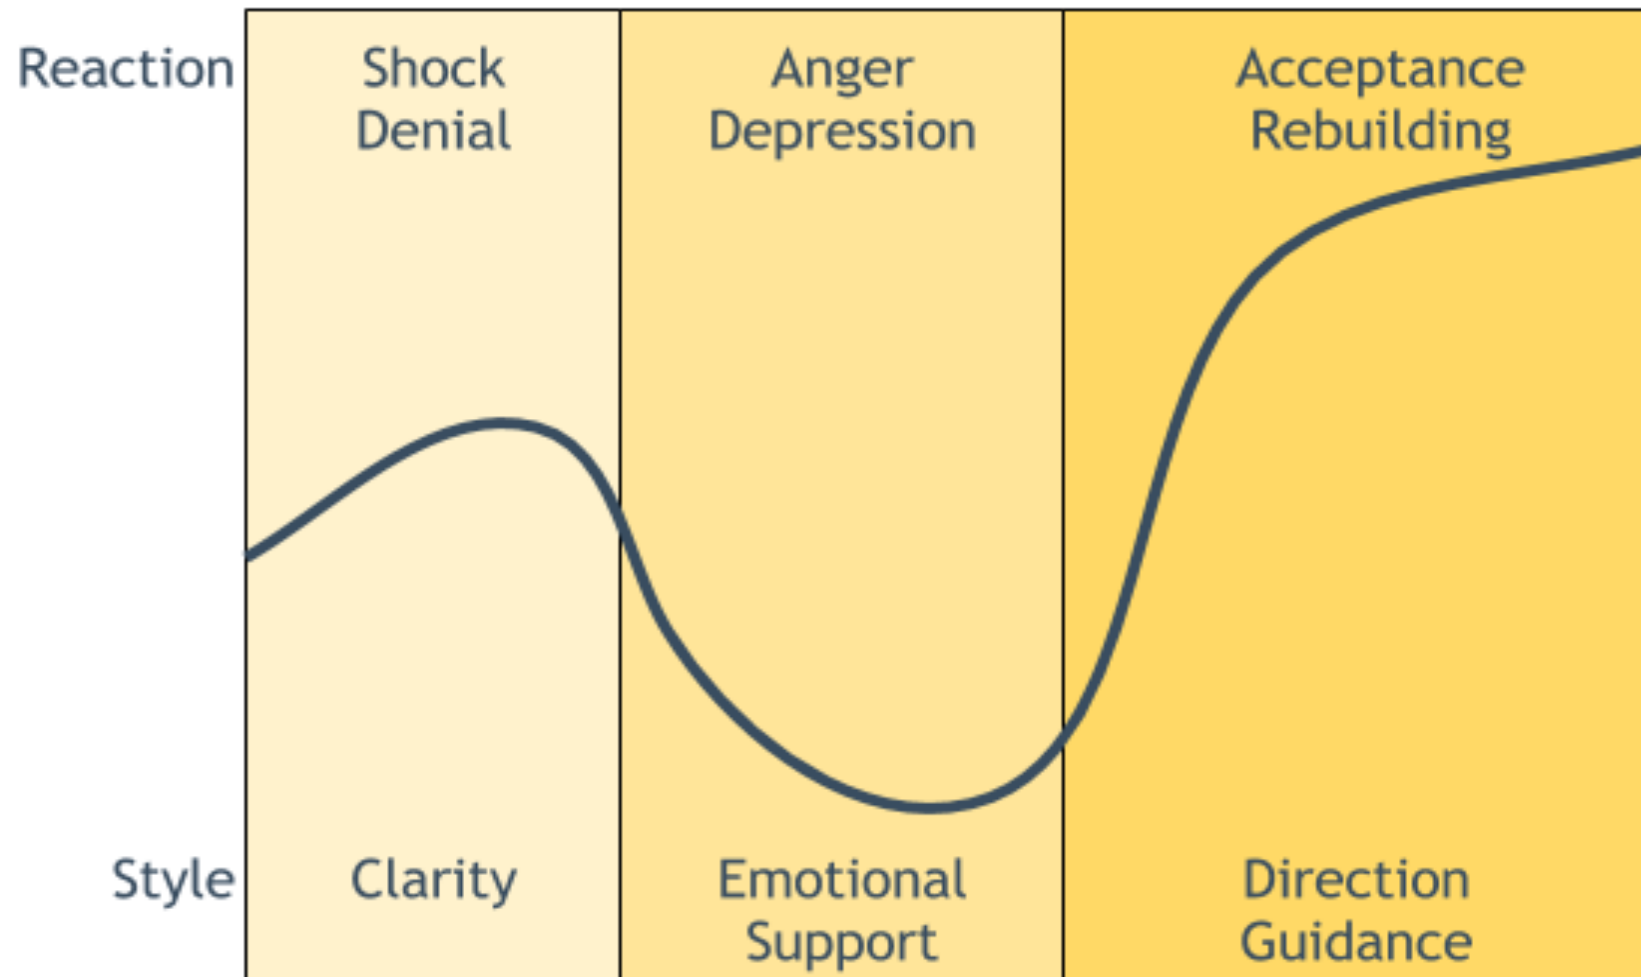 Reaction
Shock
Denial
Anger
Depression
Acceptance
Rebuilding
Style
Clarity
Emotional
Support
Direction
Guidance